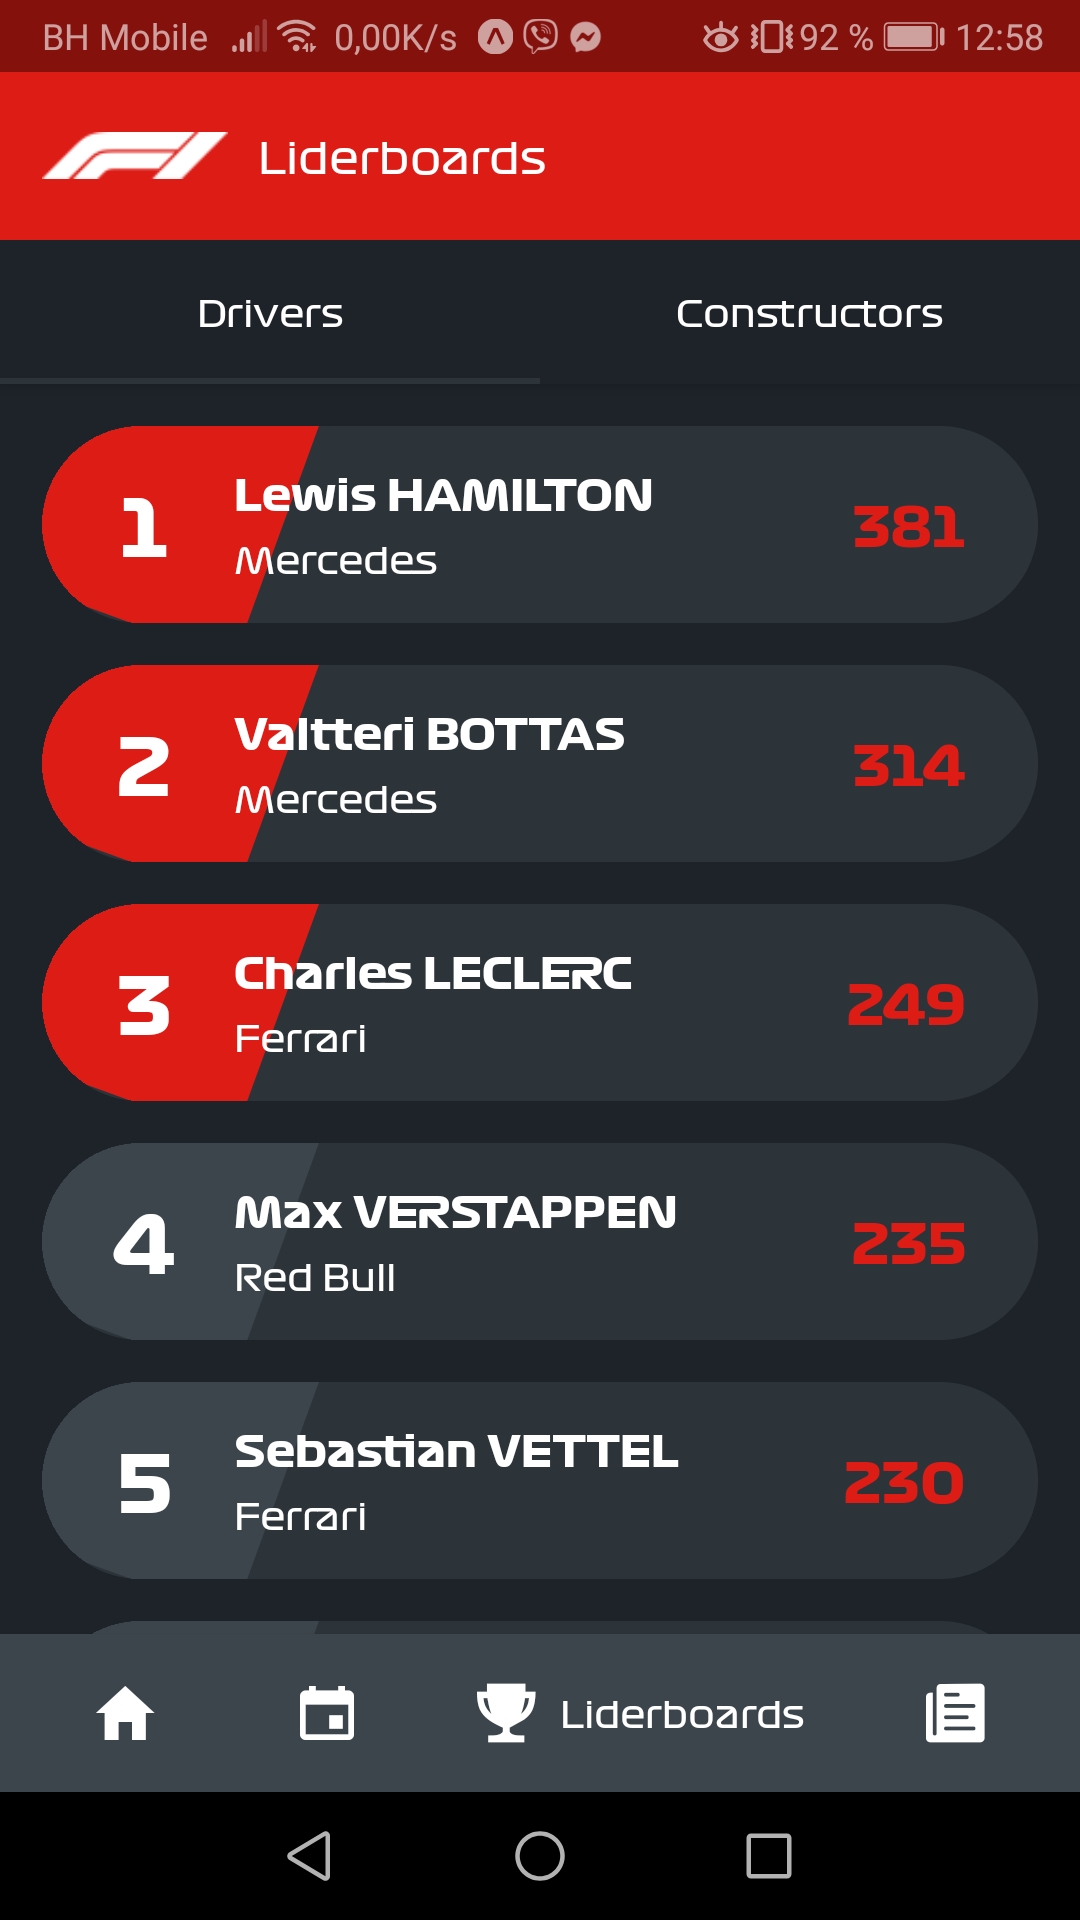 BH Mobile 0,00K/s 92 % 12:58
F1 Liderboards
Drivers Constructors
1 Lewis HAMILTON 381
Mercedes
2 Valtteri BOTTAS 314
Mercedes
3 Charles LECLERC 249
Ferrari
4 Max VERSTAPPEN 235
Red Bull
5 Sebastian VETTEL 230
Ferrari
Liderboards